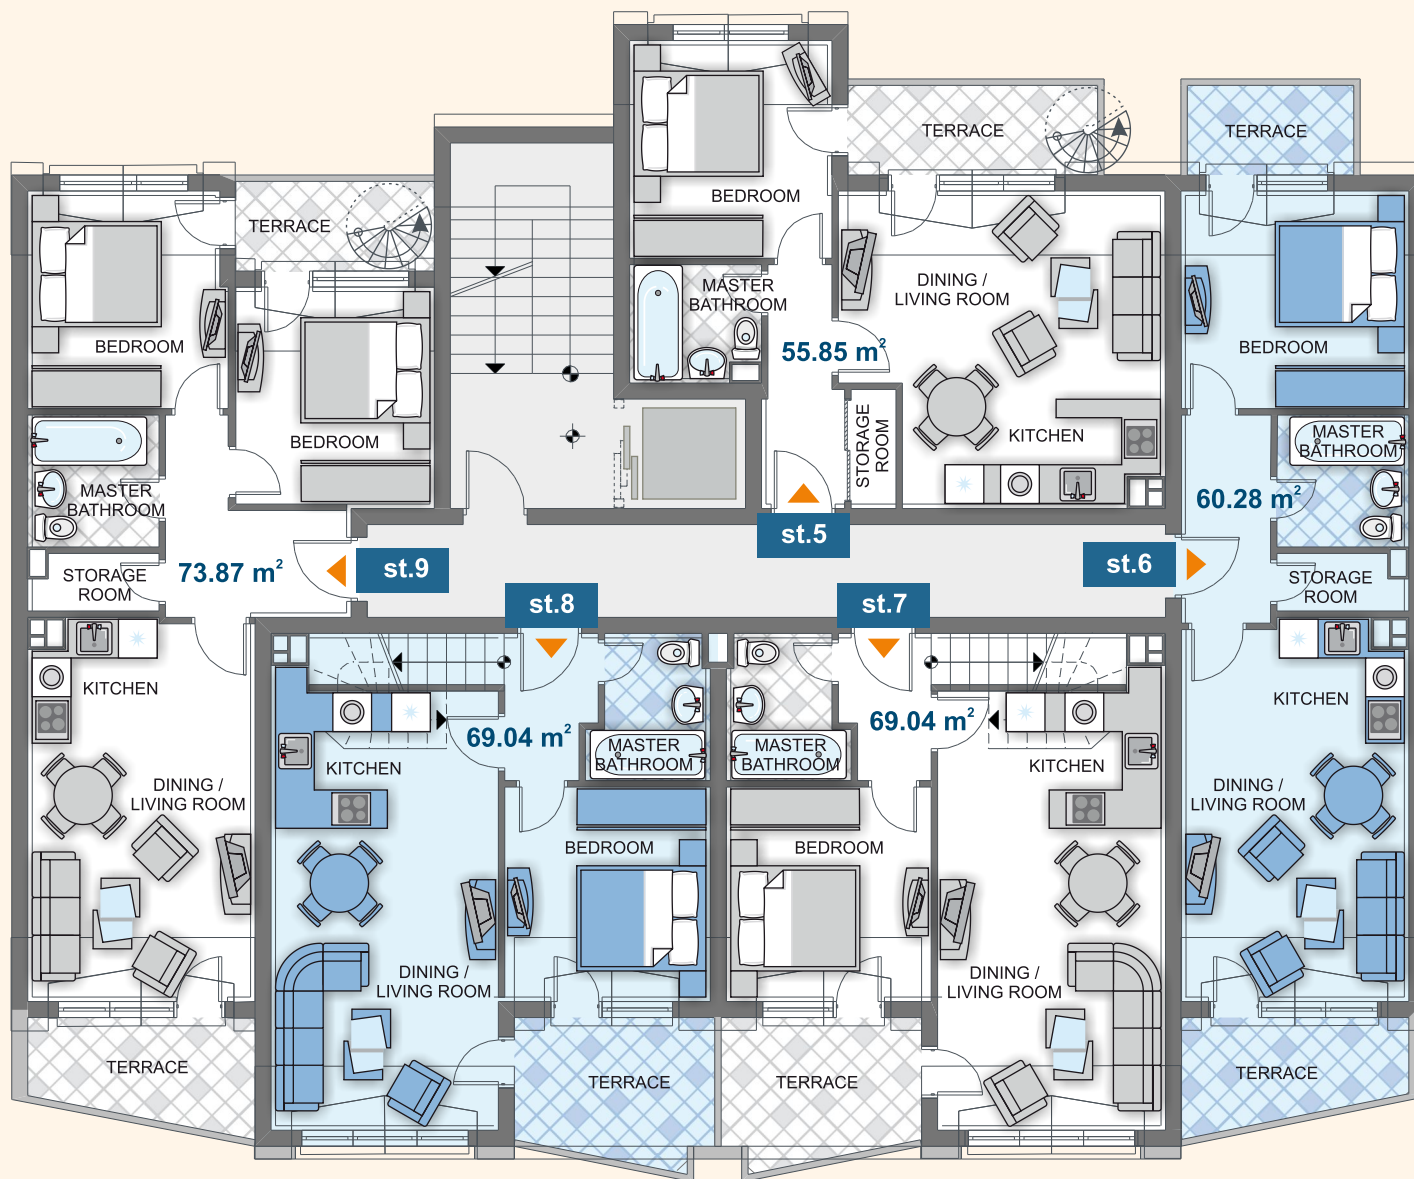 TERRACE
TERRACE
BEDROOM
TERRACE
DINING /
LIVING ROOM
MASTER
BATHROOM
55.85 m²
BEDROOM
BEDROOM
BEDROOM
KITCHEN
STORAGE
ROOM
MASTER
BATHROOM
MASTER
BATHROOM
60.28 m²
st.5
st.9
st.6
73.87 m²
STORAGE
ROOM
STORAGE
ROOM
st.8
st.7
KITCHEN
KITCHEN
69.04 m²
69.04 m²
MASTER
BATHROOM
MASTER
BATHROOM
KITCHEN
KITCHEN
DINING /
LIVING ROOM
DINING /
LIVING ROOM
BEDROOM
BEDROOM
DINING /
LIVING ROOM
DINING /
LIVING ROOM
TERRACE
TERRACE
TERRACE
TERRACE